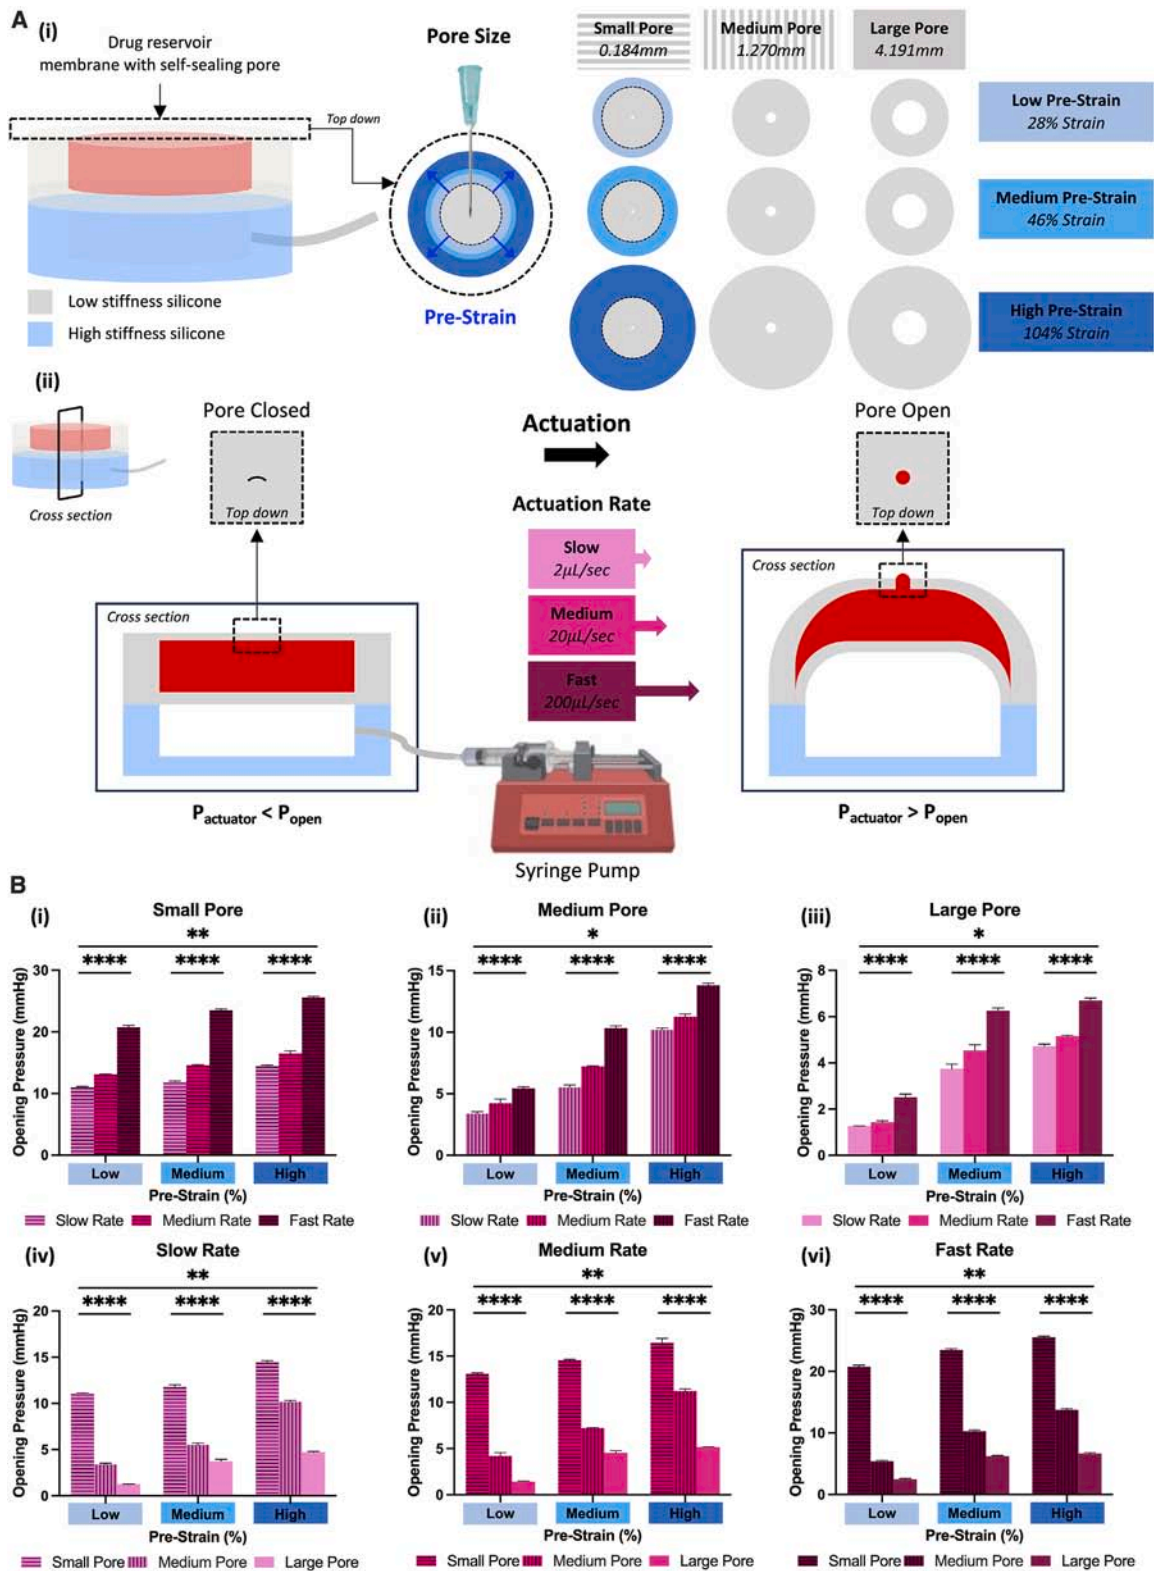 A
(i)
Drug reservoir
membrane with self-sealing pore
Top down
Low stiffness silicone
High stiffness silicone
Pore Size
Pre-Strain
Small Pore
0.184mm
Medium Pore
1.270mm
Large Pore
4.191mm
Low Pre-Strain
28% Strain
Medium Pre-Strain
46% Strain
High Pre-Strain
104% Strain
(ii)
Cross section
Pore Closed
Top down
Cross section
P actuator < P open
Actuation
Actuation Rate
Slow
2μL/sec
Medium
20μL/sec
Fast
200μL/sec
Syringe Pump
Pore Open
Top down
Cross section
P actuator > P open
B
(i)
Small Pore
**
**** **** ****
Opening Pressure (mmHg)
30
20
10
0
Low Medium High
Pre-Strain (%)
Slow Rate Medium Rate Fast Rate
(ii)
Medium Pore
*
**** **** ****
Opening Pressure (mmHg)
15
10
5
0
Low Medium High
Pre-Strain (%)
Slow Rate Medium Rate Fast Rate
(iii)
Large Pore
*
**** **** ****
Opening Pressure (mmHg)
8
6
4
2
0
Low Medium High
Pre-Strain (%)
Slow Rate Medium Rate Fast Rate
(iv)
Slow Rate
**
**** **** ****
Opening Pressure (mmHg)
20
15
10
5
0
Low Medium High
Pre-Strain (%)
Small Pore Medium Pore Large Pore
(v)
Medium Rate
**
**** **** ****
Opening Pressure (mmHg)
20
15
10
5
0
Low Medium High
Pre-Strain (%)
Small Pore Medium Pore Large Pore
(vi)
Fast Rate
**
**** **** ****
Opening Pressure (mmHg)
30
20
10
0
Low Medium High
Pre-Strain (%)
Small Pore Medium Pore Large Pore